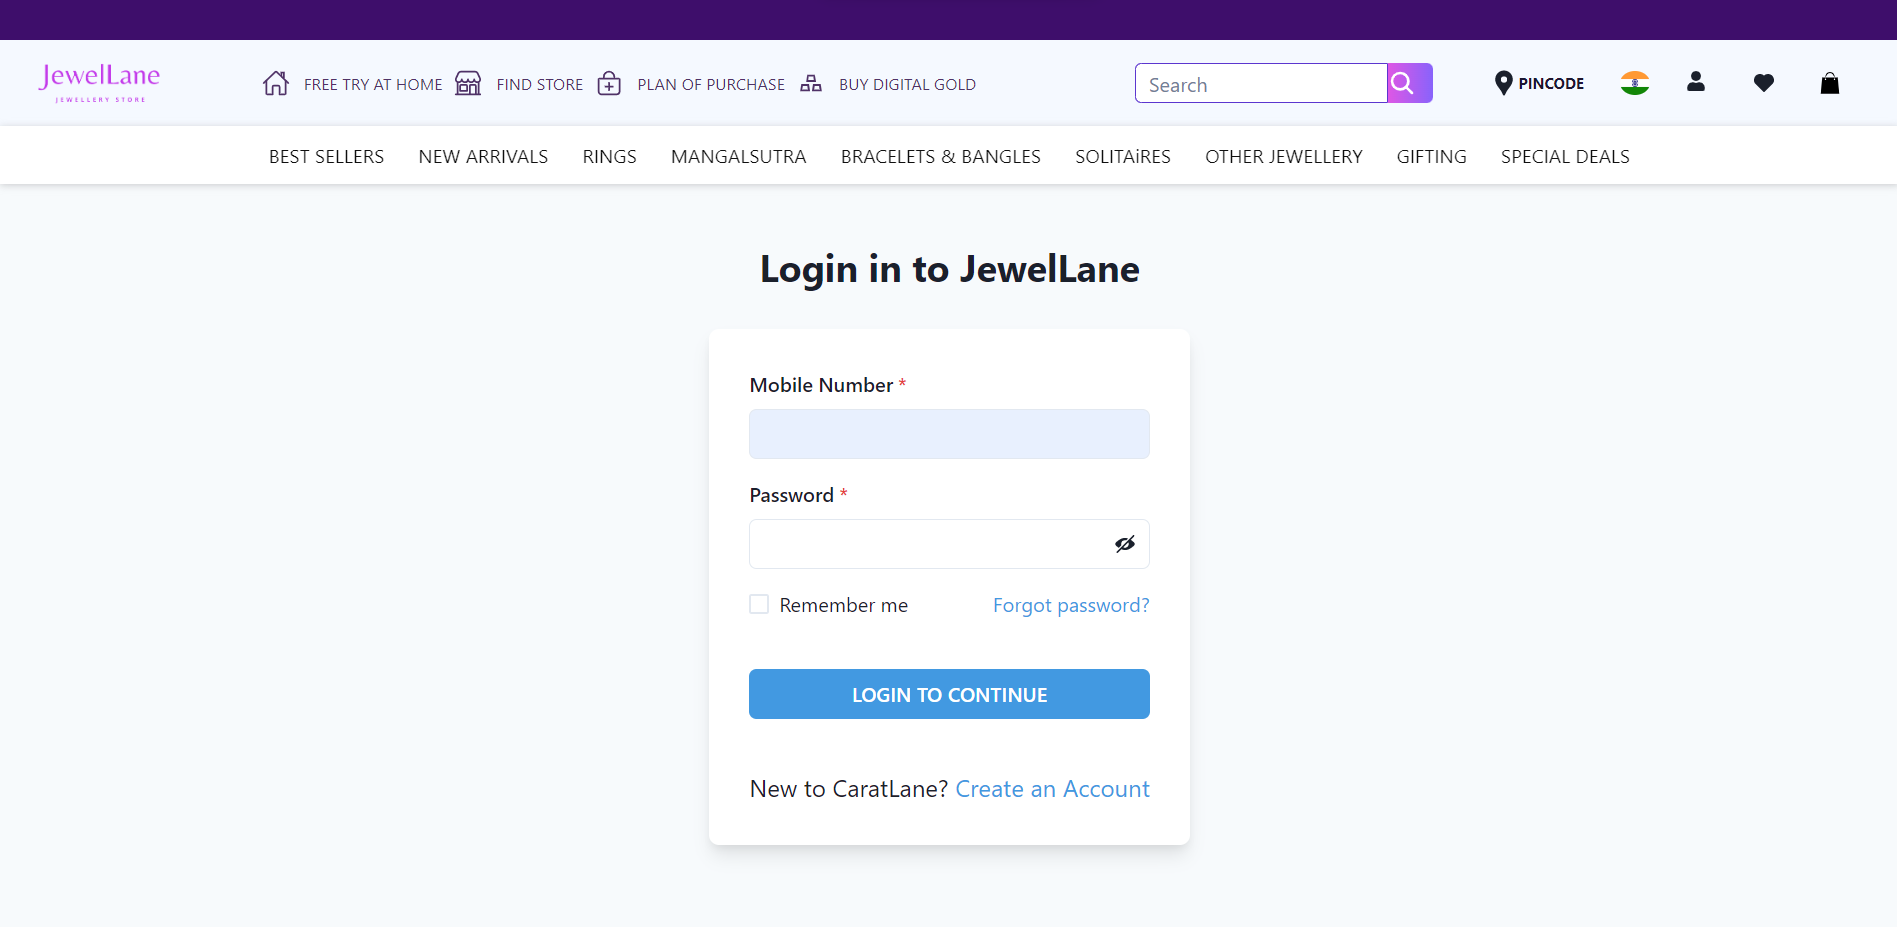 JewelLane
JEWELLERY STORE
FREE TRY AT HOME FIND STORE PLAN OF PURCHASE BUY DIGITAL GOLD Search PINCODE
BEST SELLERS NEW ARRIVALS RINGS MANGALSUTRA BRACELETS & BANGLES SOLITAiRES OTHER JEWELLERY GIFTING SPECIAL DEALS
Login in to JewelLane
Mobile Number *
Password *
Remember me Forgot password?
LOGIN TO CONTINUE
New to CaratLane? Create an Account